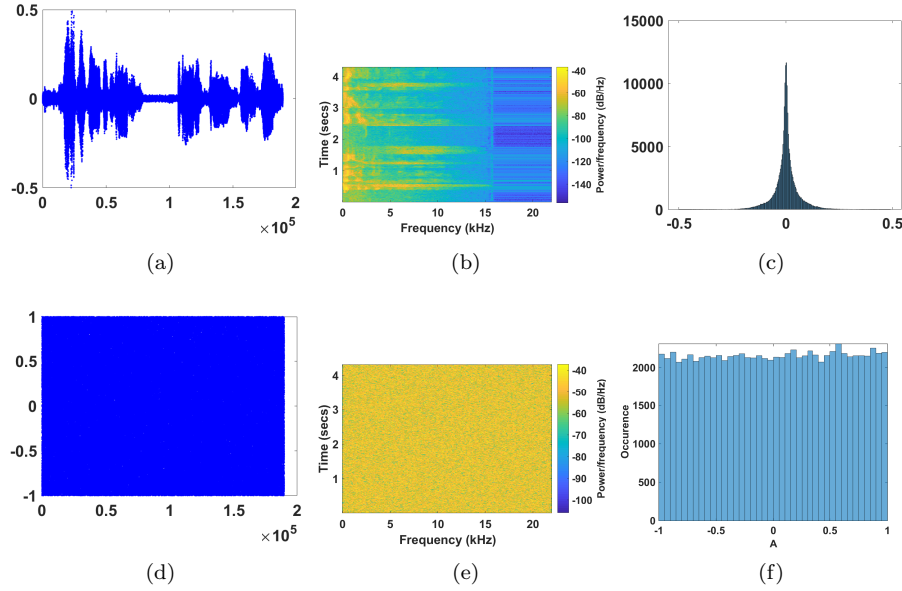 0.5
0
-0.5
0 0.5 1 1.5 2
×10^5
(a)
4
3
2
1
Time (secs)
0 5 10 15 20
Frequency (kHz)
-40
-60
-80
-100
-120
-140
Power/frequency (dB/Hz)
(b)
15000
10000
5000
0
-0.5 0 0.5
(c)
1
0.5
0
-0.5
-1
0 0.5 1 1.5 2
×10^5
(d)
4
3
2
1
Time (secs)
0 5 10 15 20
Frequency (kHz)
-40
-50
-60
-70
-80
-90
-100
Power/frequency (dB/Hz)
(e)
2000
1500
1000
500
0
Occurence
-1 -0.5 0 0.5 1
A
(f)